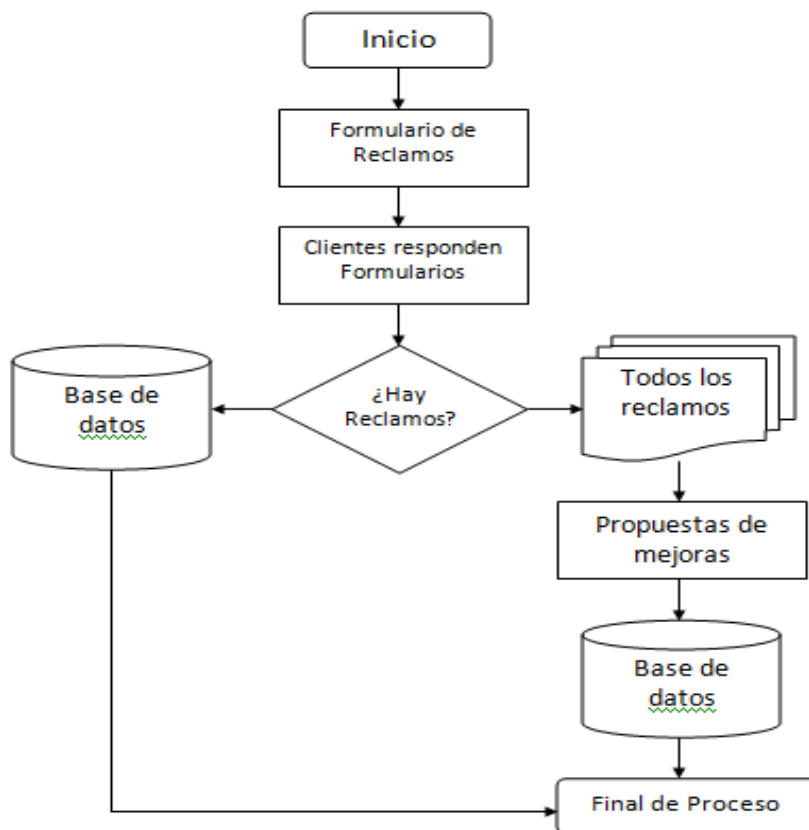 Inicio
Formulario de
Reclamos
Clientes responden
Formularios
¿Hay
Reclamos?
Base de
datos
Todos los
reclamos
Propuestas de
mejoras
Base de
datos
Final de Proceso